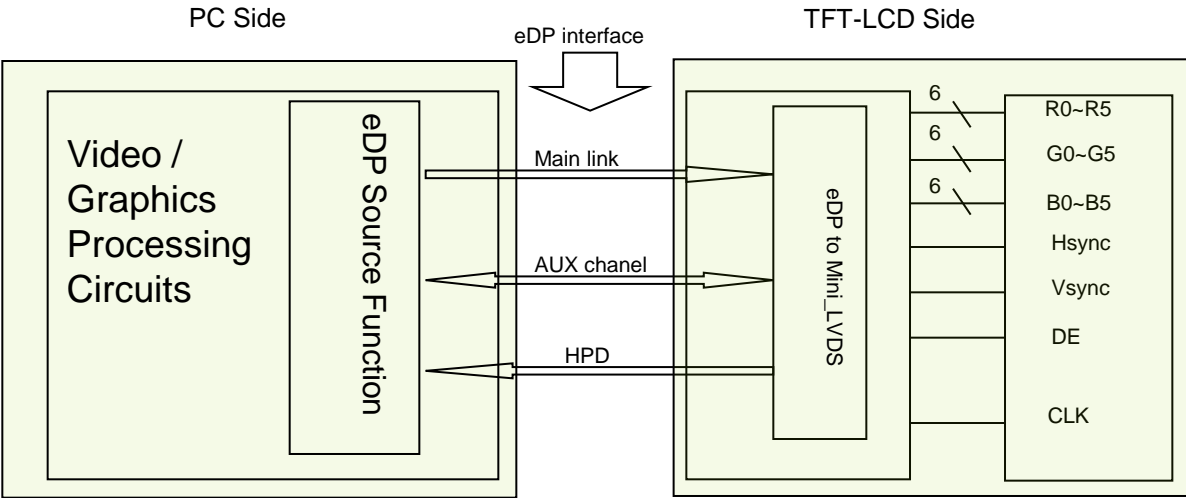 PC Side
eDP interface
TFT-LCD Side
Video /
Graphics
Processing
Circuits
eDP Source Function
Main link
AUX chanel
HPD
eDP to Mini_LVDS
6
R0~R5
6
G0~G5
6
B0~B5
Hsync
Vsync
DE
CLK